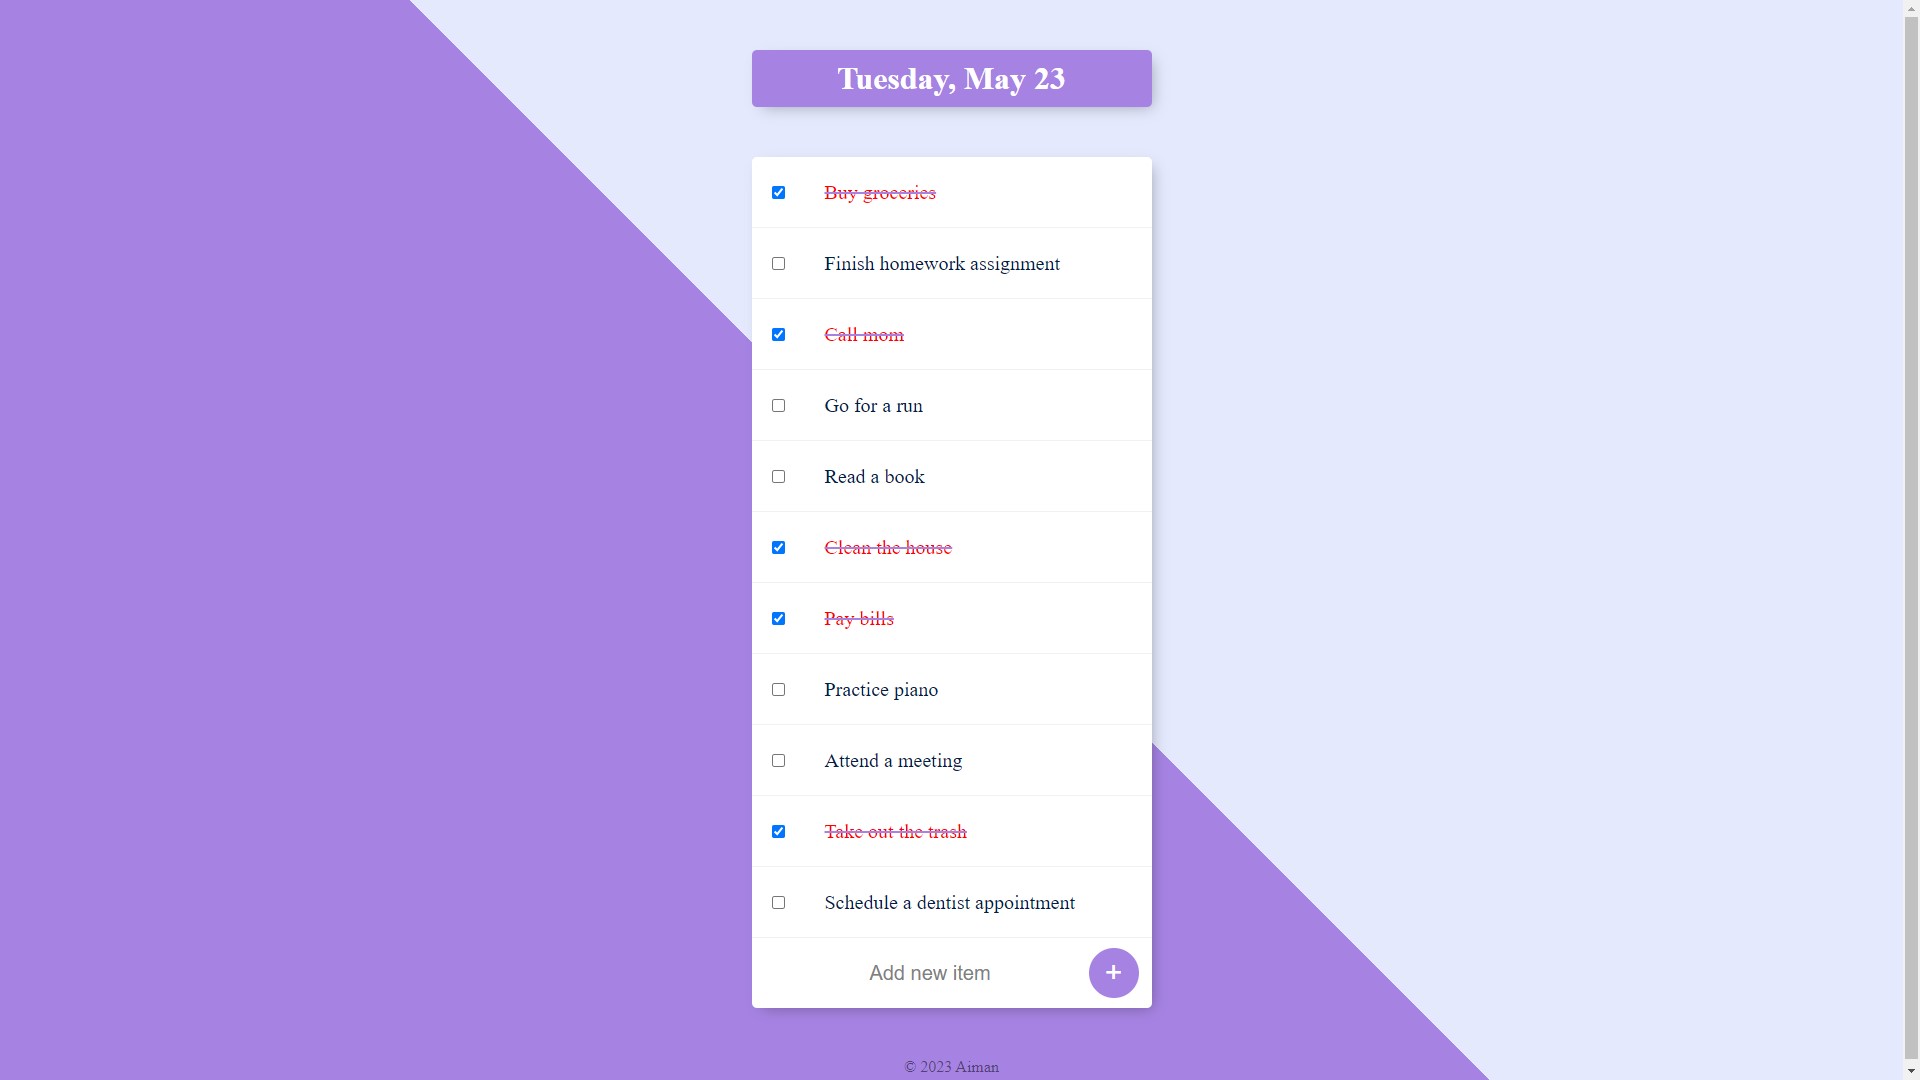 Tuesday, May 23
Buy groceries
Finish homework assignment
Call mom
Go for a run
Read a book
Clean the house
Pay bills
Practice piano
Attend a meeting
Take out the trash
Schedule a dentist appointment
Add new item +
© 2023 Aiman